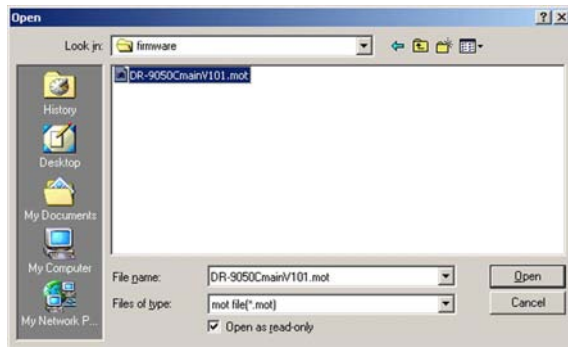 Open
Look in:
firmware
DR-9050CmainV101.mot
History
Desktop
My Documents
My Computer
My Network P...
File name:
DR-9050CmainV101.mot
Open
Files of type:
mot file(*.mot)
Cancel
Open as read-only